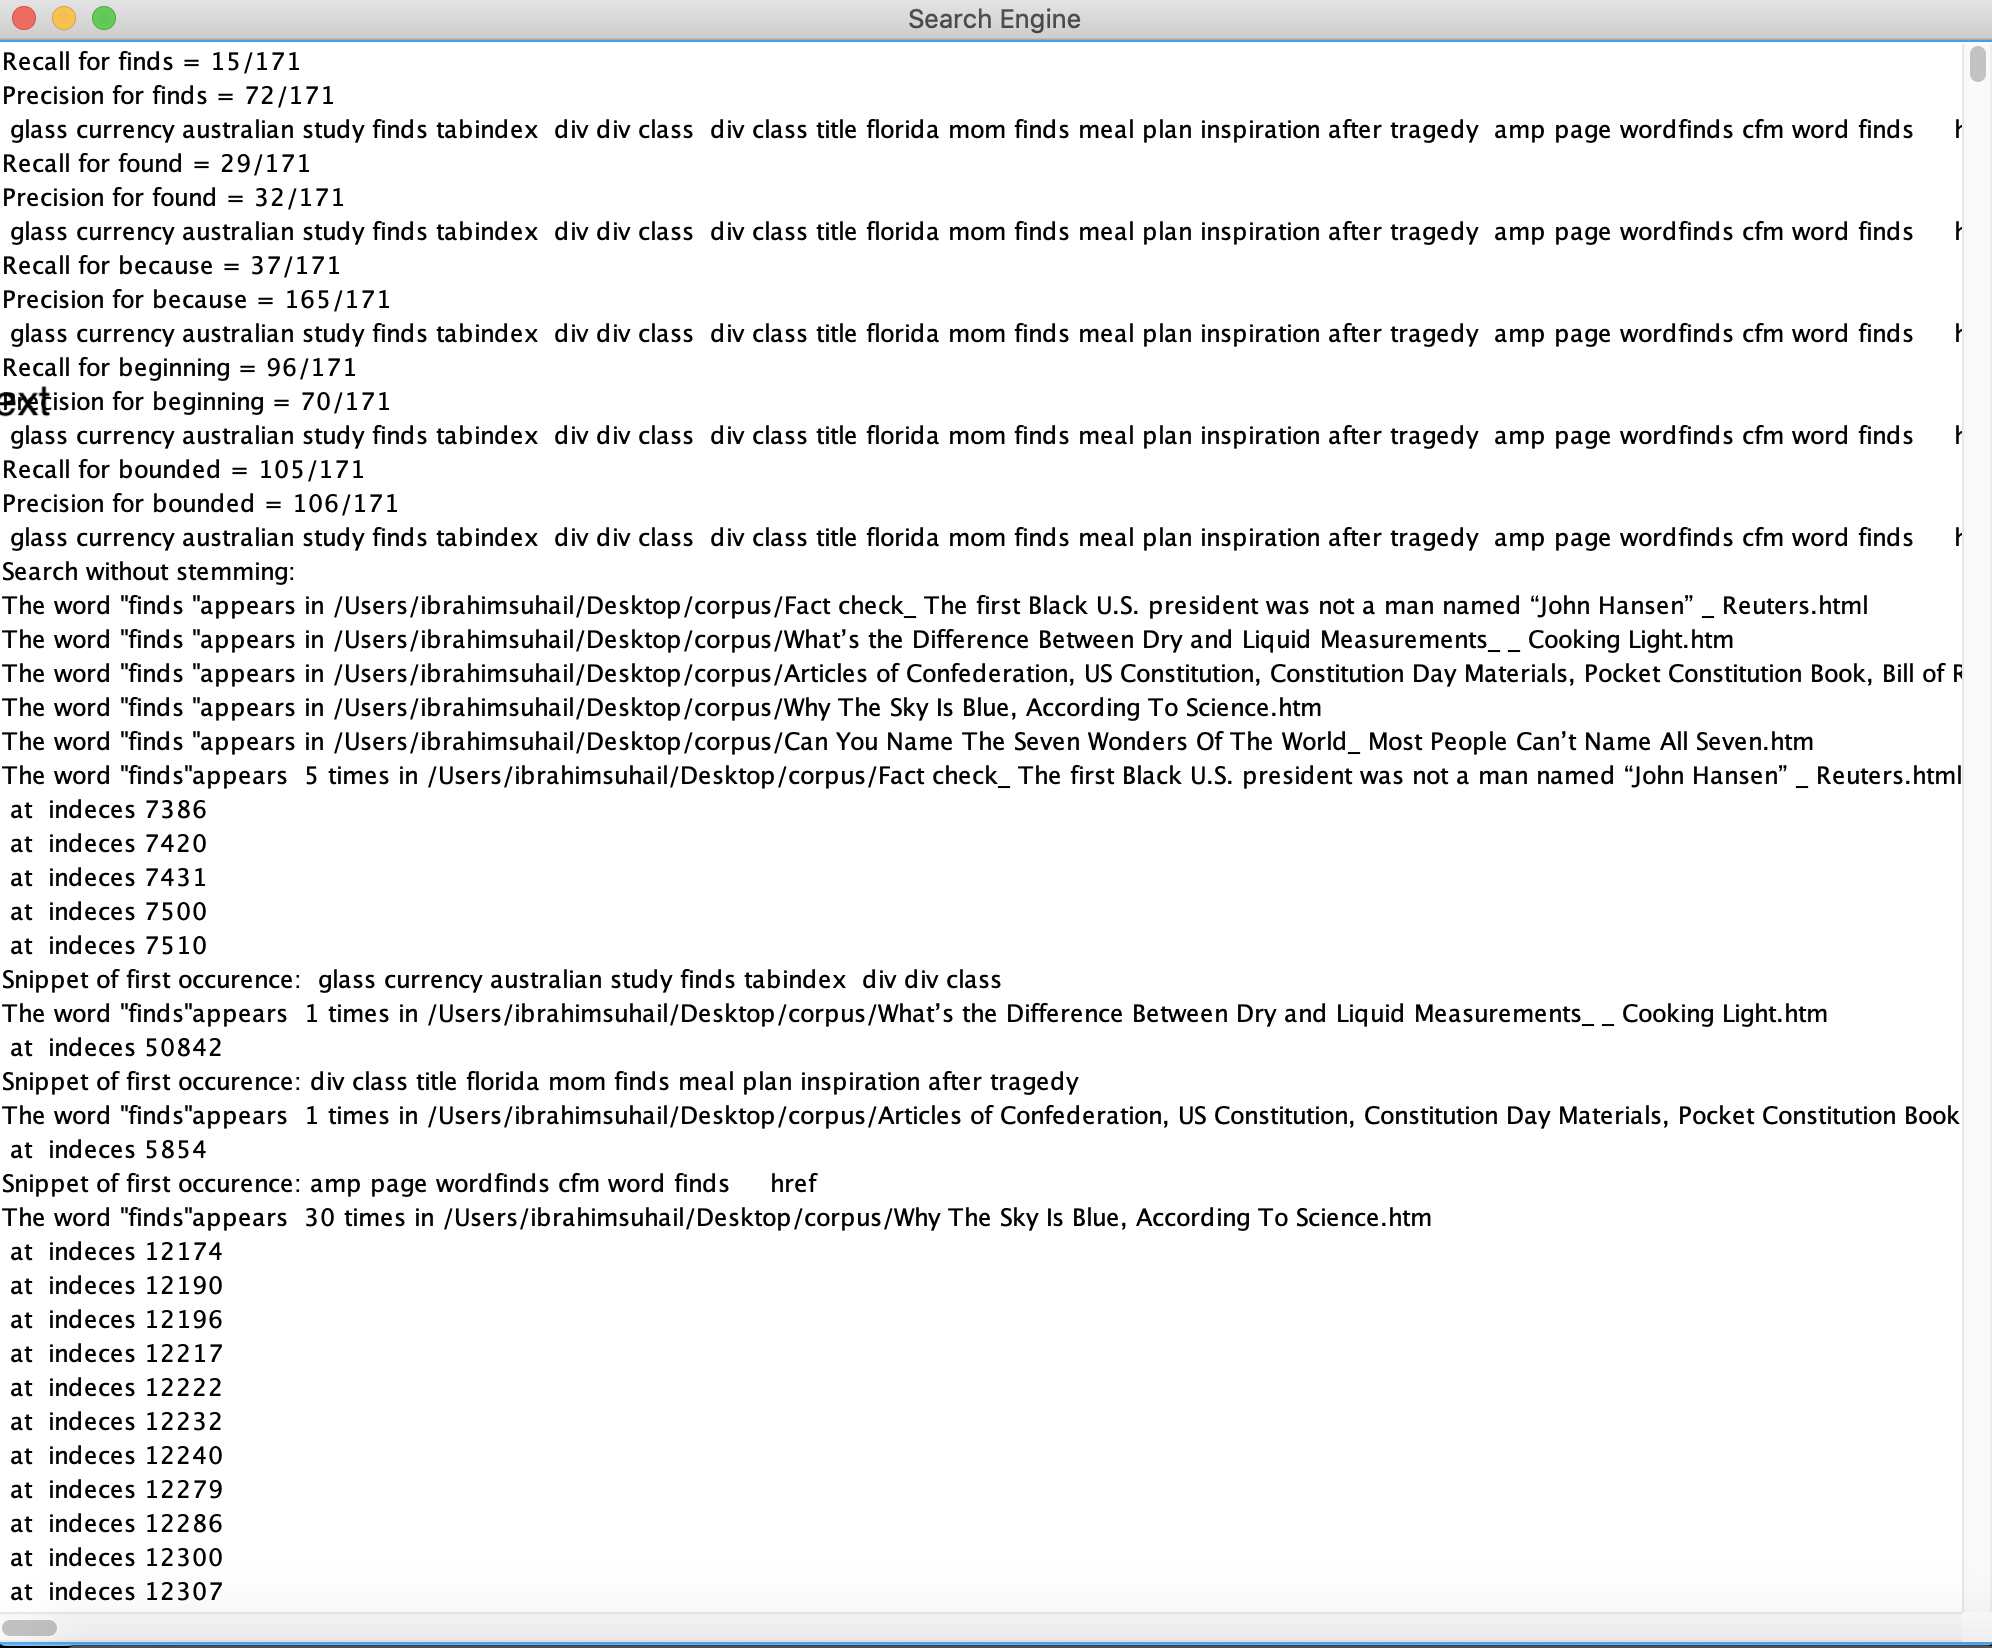 Search Engine
Recall for finds = 15/171
Precision for finds = 72/171
glass currency australian study finds tabindex  div div class  div class title florida mom finds meal plan inspiration after tragedy  amp page wordfinds cfm word finds
Recall for found = 29/171
Precision for found = 32/171
glass currency australian study finds tabindex  div div class  div class title florida mom finds meal plan inspiration after tragedy  amp page wordfinds cfm word finds
Recall for because = 37/171
Precision for because = 165/171
glass currency australian study finds tabindex  div div class  div class title florida mom finds meal plan inspiration after tragedy  amp page wordfinds cfm word finds
Recall for beginning = 96/171
Precision for beginning = 70/171
glass currency australian study finds tabindex  div div class  div class title florida mom finds meal plan inspiration after tragedy  amp page wordfinds cfm word finds
Recall for bounded = 105/171
Precision for bounded = 106/171
glass currency australian study finds tabindex  div div class  div class title florida mom finds meal plan inspiration after tragedy  amp page wordfinds cfm word finds
Search without stemming:
The word "finds "appears in /Users/ibrahimsuhail/Desktop/corpus/Fact check_ The first Black U.S. president was not a man named “John Hansen” _ Reuters.html
The word "finds "appears in /Users/ibrahimsuhail/Desktop/corpus/What’s the Difference Between Dry and Liquid Measurements_ _ Cooking Light.htm
The word "finds "appears in /Users/ibrahimsuhail/Desktop/corpus/Articles of Confederation, US Constitution, Constitution Day Materials, Pocket Constitution Book, Bill of
The word "finds "appears in /Users/ibrahimsuhail/Desktop/corpus/Why The Sky Is Blue, According To Science.htm
The word "finds "appears in /Users/ibrahimsuhail/Desktop/corpus/Can You Name The Seven Wonders Of The World_ Most People Can’t Name All Seven.htm
The word "finds"appears  5 times in /Users/ibrahimsuhail/Desktop/corpus/Fact check_ The first Black U.S. president was not a man named “John Hansen” _ Reuters.html
at  indeces 7386
at  indeces 7420
at  indeces 7431
at  indeces 7500
at  indeces 7510
Snippet of first occurence:  glass currency australian study finds tabindex  div div class
The word "finds"appears  1 times in /Users/ibrahimsuhail/Desktop/corpus/What’s the Difference Between Dry and Liquid Measurements_ _ Cooking Light.htm
at  indeces 50842
Snippet of first occurence: div class title florida mom finds meal plan inspiration after tragedy
The word "finds"appears  1 times in /Users/ibrahimsuhail/Desktop/corpus/Articles of Confederation, US Constitution, Constitution Day Materials, Pocket Constitution Book
at  indeces 5854
Snippet of first occurence: amp page wordfinds cfm word finds     href
The word "finds"appears  30 times in /Users/ibrahimsuhail/Desktop/corpus/Why The Sky Is Blue, According To Science.htm
at  indeces 12174
at  indeces 12190
at  indeces 12196
at  indeces 12217
at  indeces 12222
at  indeces 12232
at  indeces 12240
at  indeces 12279
at  indeces 12286
at  indeces 12300
at  indeces 12307